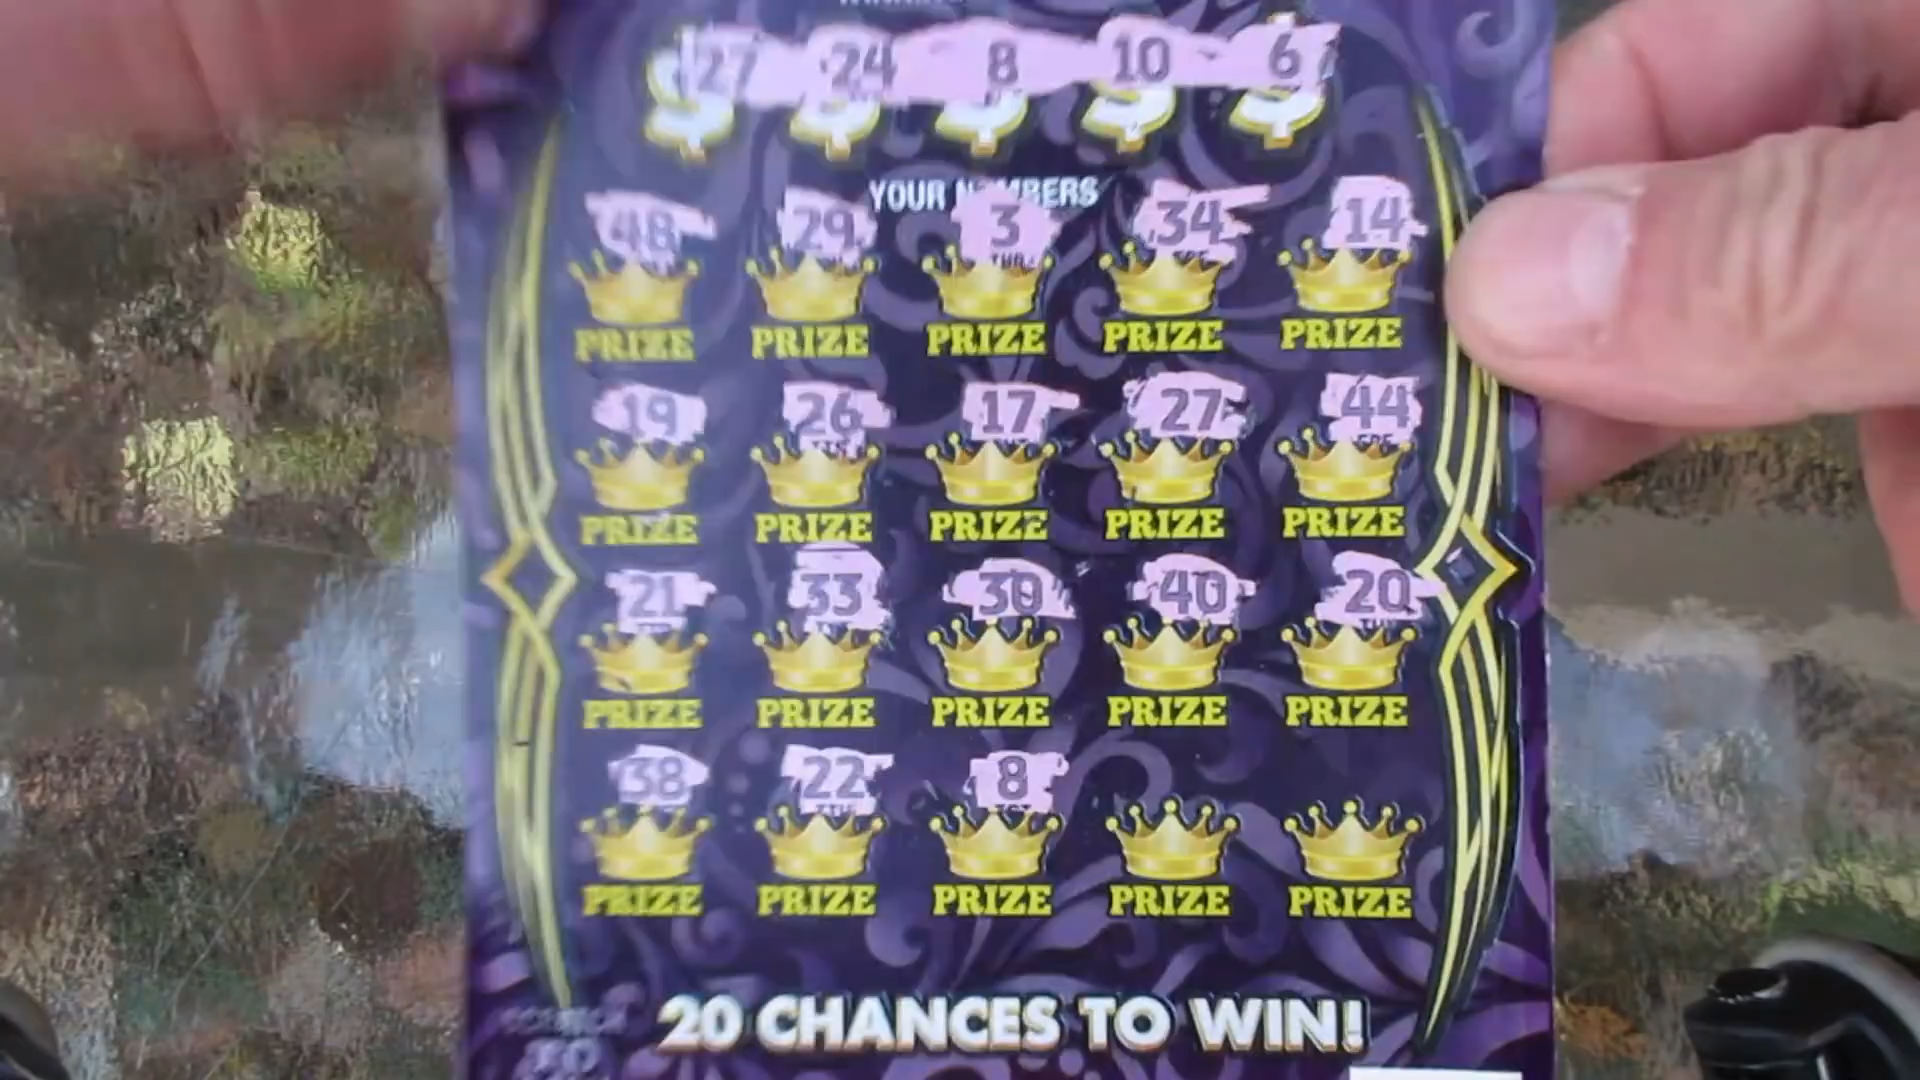 27 24 8 10 6
YOUR NUMBERS
48 29 3 34 14
PRIZE PRIZE PRIZE PRIZE PRIZE
19 26 17 27 44
PRIZE PRIZE PRIZE PRIZE PRIZE
21 33 30 40 20
PRIZE PRIZE PRIZE PRIZE PRIZE
38 22 8
PRIZE PRIZE PRIZE PRIZE PRIZE
20 CHANCES TO WIN!